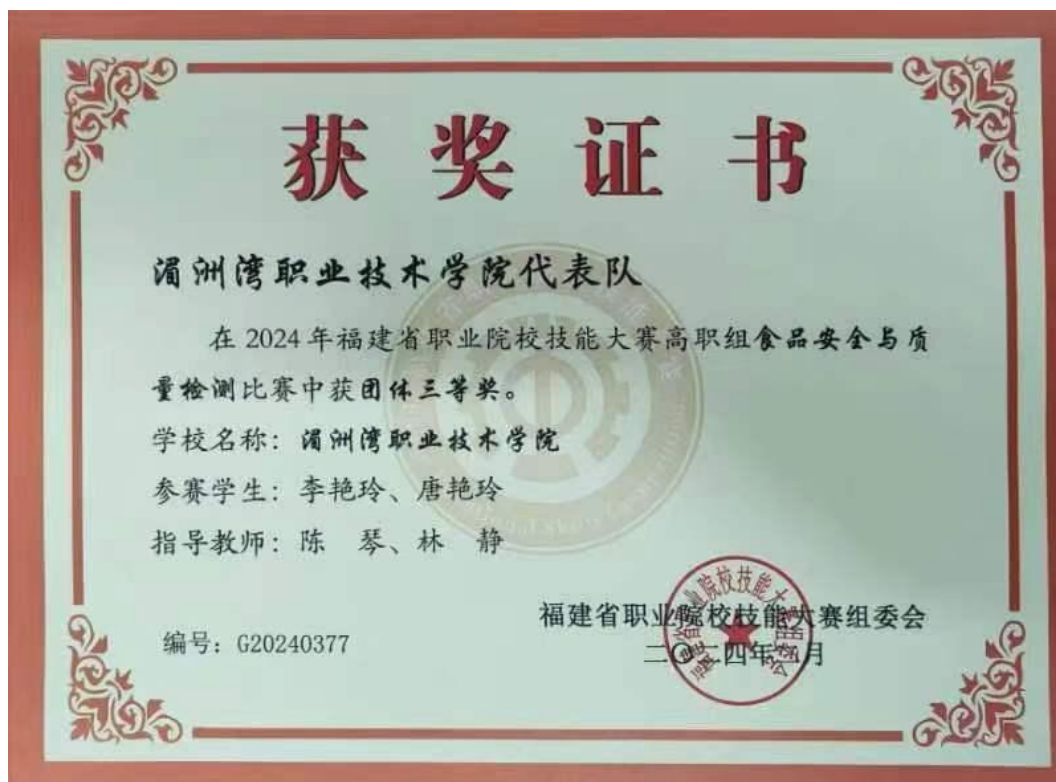 获奖证书
湄洲湾职业技术学院代表队
在2024年福建省职业院校技能大赛高职组食品安全与质
量检测比赛中获团体三等奖。
学校名称：湄洲湾职业技术学院
参赛学生：李艳玲、唐艳玲
指导教师：陈 琴、林 静
福建省职业院校技能大赛组委会
编号：G20240377
二〇二四年 月